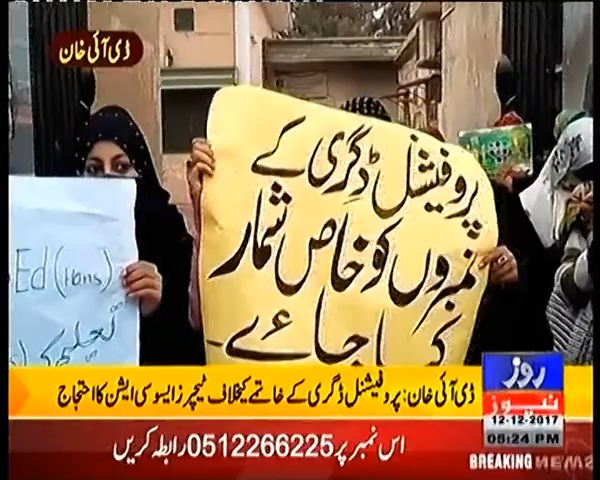 ڈی آئی خان
پروفیشنل ڈگری کے
نمبروں کو خاص شمار
کیا جائے
Ed (Hons)
تعلیمی
ڈی آئی خان: پروفیشنل ڈگری کے خاتمے کیخلاف ٹیچرز ایسوسی ایشن کا احتجاج
روز
نیوز
12-12-2017
06:24 PM
اس نمبر پر 0512266225 رابطہ کریں
BREAKING NEWS